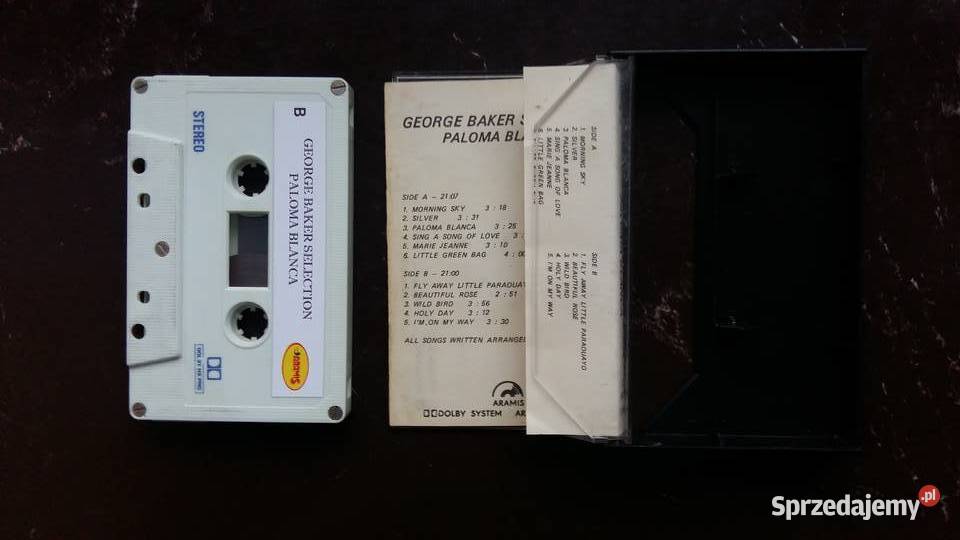 STEREO
B
GEORGE BAKER SELECTION
PALOMA BLANCA
ARAMIS
GEORGE BAKER S
PALOMA BLA
SIDE A - 21:07
1. MORNING SKY 3 : 18
2. SILVER 3 : 31
3. PALOMA BLANCA 3 : 25
4. SING A SONG OF LOVE 3 :
5. MARIE JEANNE 3 : 10
6. LITTLE GREEN BAG 4 : 00
SIDE B - 21:00
1. FLY AWAY LITTLE PARAGUAY
2. BEAUTIFUL ROSE 2 : 51
3. WILD BIRD 3 : 56
4. HOLY DAY 3 : 12
5. I'M ON MY WAY 3 : 30
ALL SONGS WRITTEN ARRANGE
ARAMIS
DOLBY SYSTEM AR
SIDE A
1. MORNING SKY
2. SILVER
3. PALOMA BLANCA
4. SING A SONG OF LOVE
5. MARIE JEANNE
6. LITTLE GREEN BAG
SIDE B
1. FLY AWAY LITTLE PARAGUAYO
2. BEAUTIFUL ROSE
3. WILD BIRD
4. HOLY DAY
5. I'M ON MY WAY
Sprzedajemy.pl